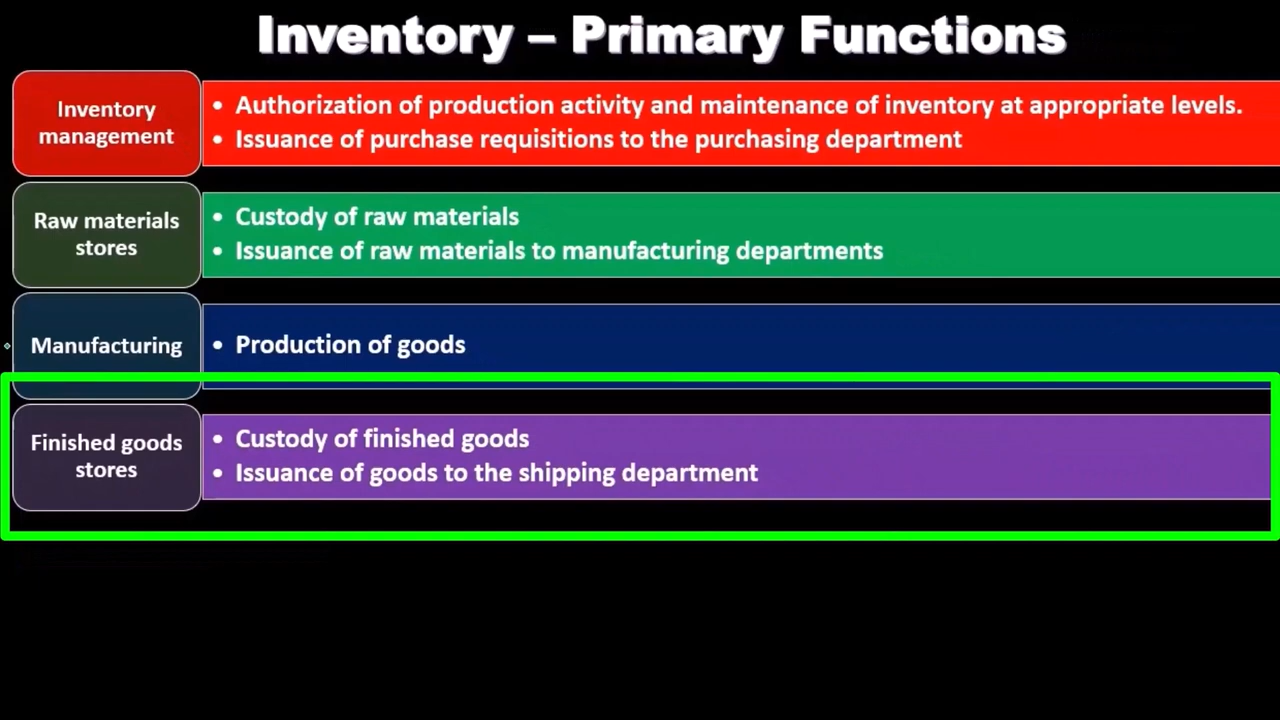 Inventory – Primary Functions
Inventory
management
• Authorization of production activity and maintenance of inventory at appropriate levels.
• Issuance of purchase requisitions to the purchasing department
Raw materials
stores
• Custody of raw materials
• Issuance of raw materials to manufacturing departments
Manufacturing
• Production of goods
Finished goods
stores
• Custody of finished goods
• Issuance of goods to the shipping department